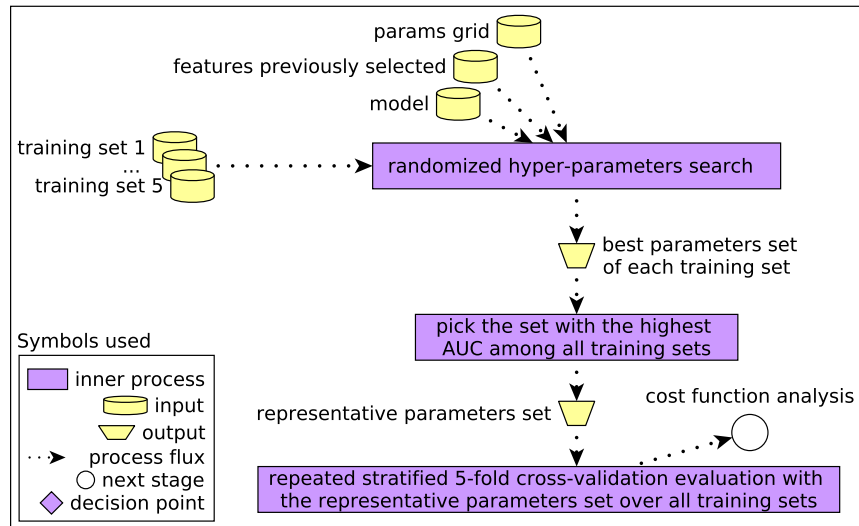 params grid
features previously selected
model
training set 1
...
training set 5
randomized hyper-parameters search
best parameters set
of each training set
pick the set with the highest
AUC among all training sets
representative parameters set
cost function analysis
repeated stratified 5-fold cross-validation evaluation with
the representative parameters set over all training sets
Symbols used
inner process
input
output
process flux
next stage
decision point